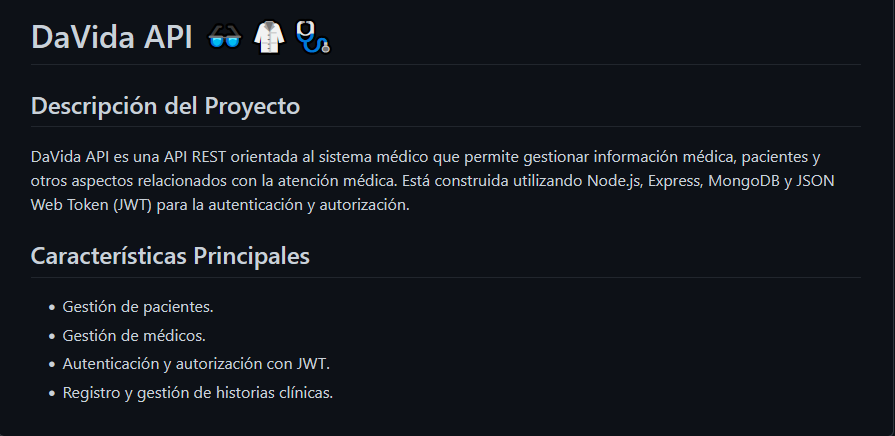 DaVida API 🕶️ 🥼 🩺
Descripción del Proyecto
DaVida API es una API REST orientada al sistema médico que permite gestionar información médica, pacientes y
otros aspectos relacionados con la atención médica. Está construida utilizando Node.js, Express, MongoDB y JSON
Web Token (JWT) para la autenticación y autorización.
Características Principales
• Gestión de pacientes.
• Gestión de médicos.
• Autenticación y autorización con JWT.
• Registro y gestión de historias clínicas.